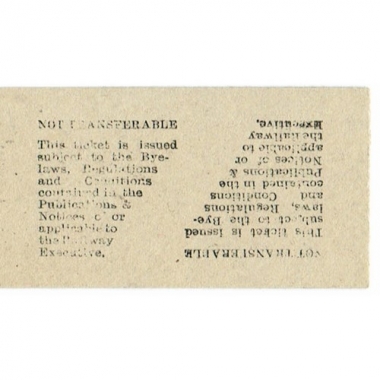 NOT TRANSFERABLE
This ticket is issued
subject to the Bye-
laws, Regulations
and Conditions
contained in the
Publications &
Notices of or
applicable to
the Railway
Executive.
NOT TRANSFERABLE
This ticket is issued
subject to the Bye-
laws, Regulations
and Conditions
contained in the
Publications &
Notices of or
applicable to
the Railway
Executive.